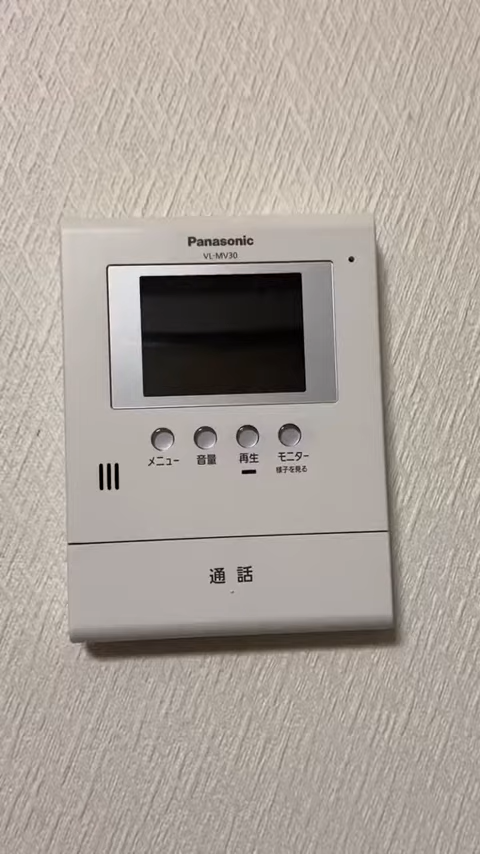 Panasonic
VL-MV30
メニュー 音量 再生 モニター
様子を見る
通話